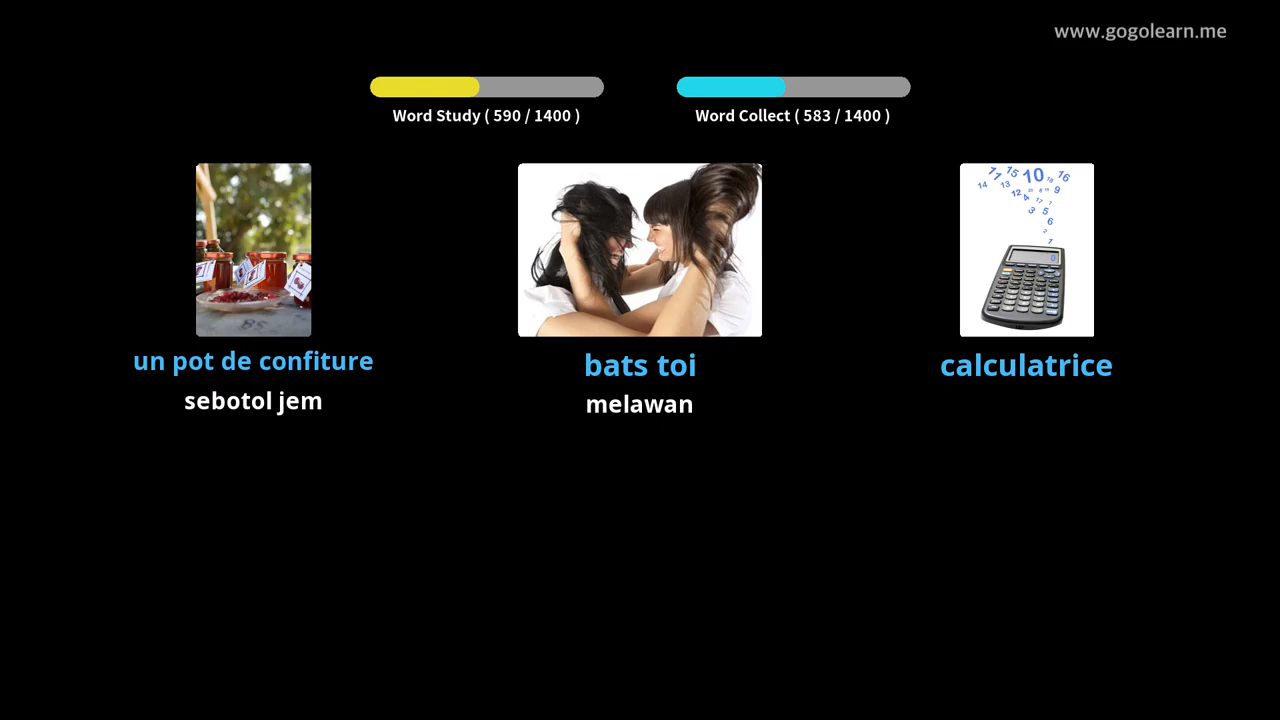 www.gogolearn.me
Word Study ( 590 / 1400 )
Word Collect ( 583 / 1400 )
un pot de confiture
sebotol jem
bats toi
melawan
calculatrice